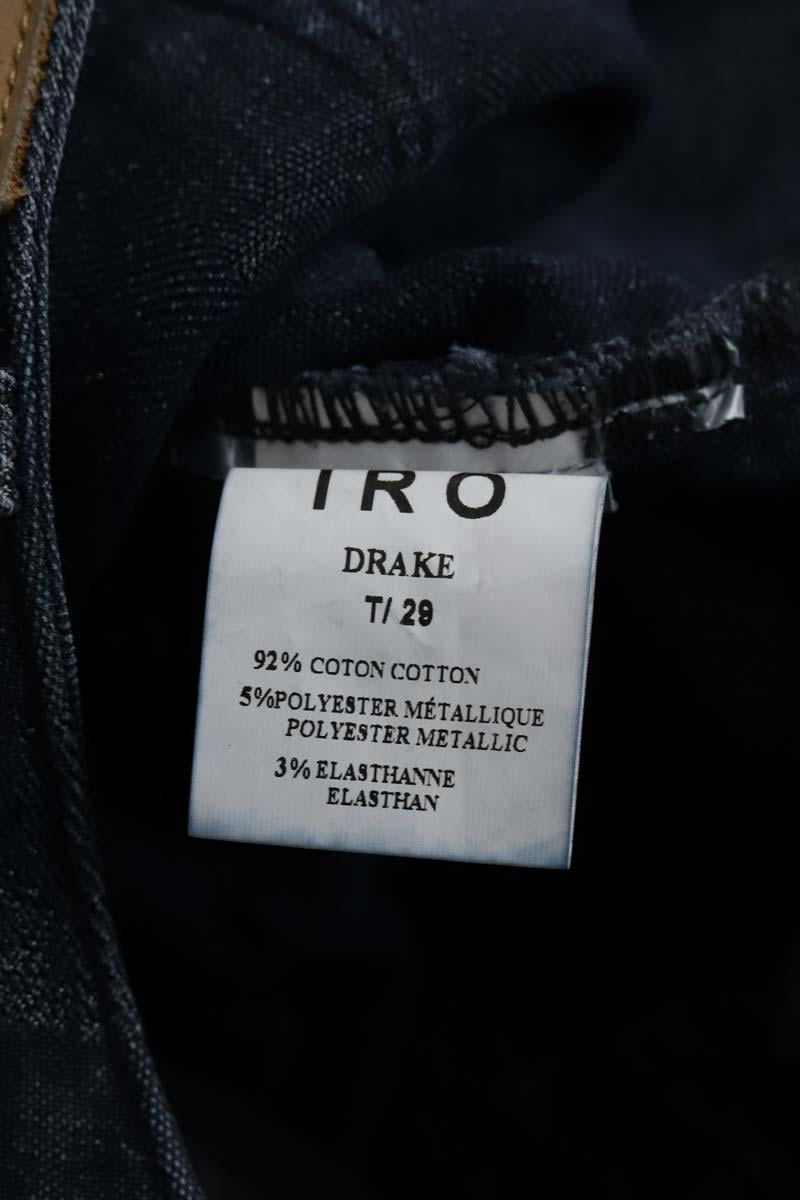 IRO
DRAKE
T/ 29
92% COTON COTTON
5%POLYESTER MÉTALLIQUE
POLYESTER METALLIC
3% ELASTHANNE
ELASTHAN